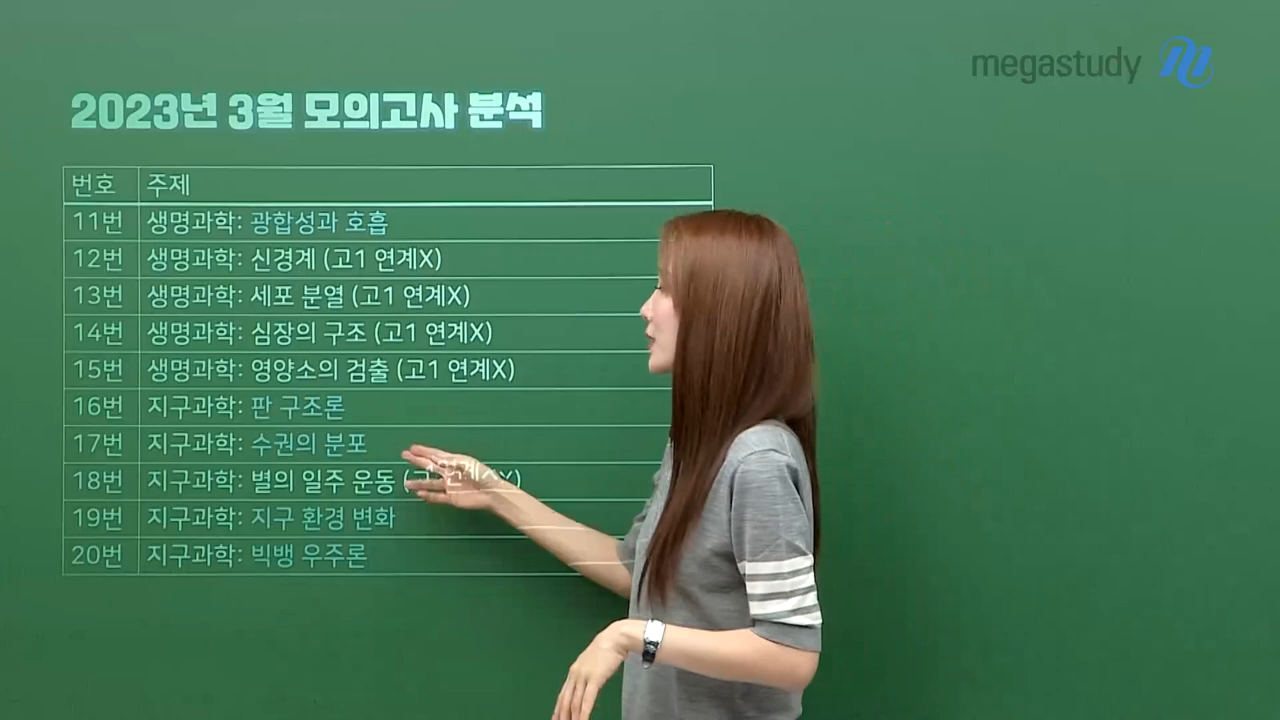 megastudy
2023년 3월 모의고사 분석
번호 주제
11번 생명과학: 광합성과 호흡
12번 생명과학: 신경계 (고1 연계X)
13번 생명과학: 세포 분열 (고1 연계X)
14번 생명과학: 심장의 구조 (고1 연계X)
15번 생명과학: 영양소의 검출 (고1 연계X)
16번 지구과학: 판 구조론
17번 지구과학: 수권의 분포
18번 지구과학: 별의 일주 운동
19번 지구과학: 지구 환경 변화
20번 지구과학: 빅뱅 우주론